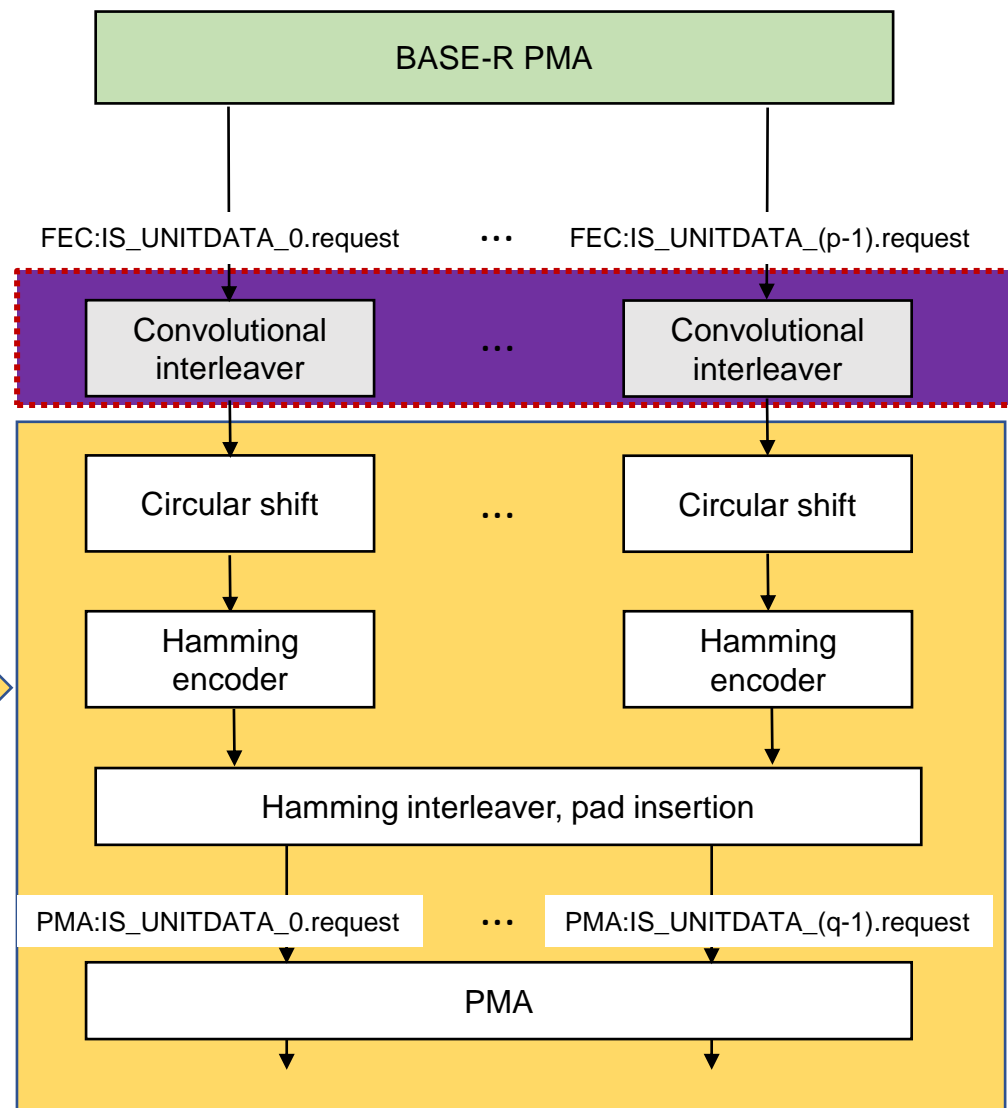 BASE-R PMA
FEC:IS_UNITDATA_0.request ... FEC:IS_UNITDATA_(p-1).request
Convolutional
interleaver
...
Convolutional
interleaver
Circular shift ... Circular shift
Hamming
encoder
Hamming
encoder
Hamming interleaver, pad insertion
PMA:IS_UNITDATA_0.request ... PMA:IS_UNITDATA_(q-1).request
PMA